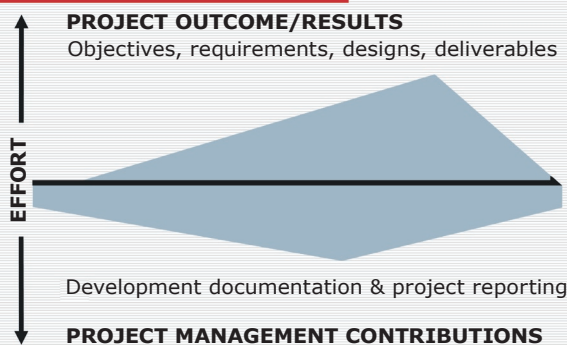 PROJECT OUTCOME/RESULTS
Objectives, requirements, designs, deliverables
EFFORT
Development documentation & project reporting
PROJECT MANAGEMENT CONTRIBUTIONS